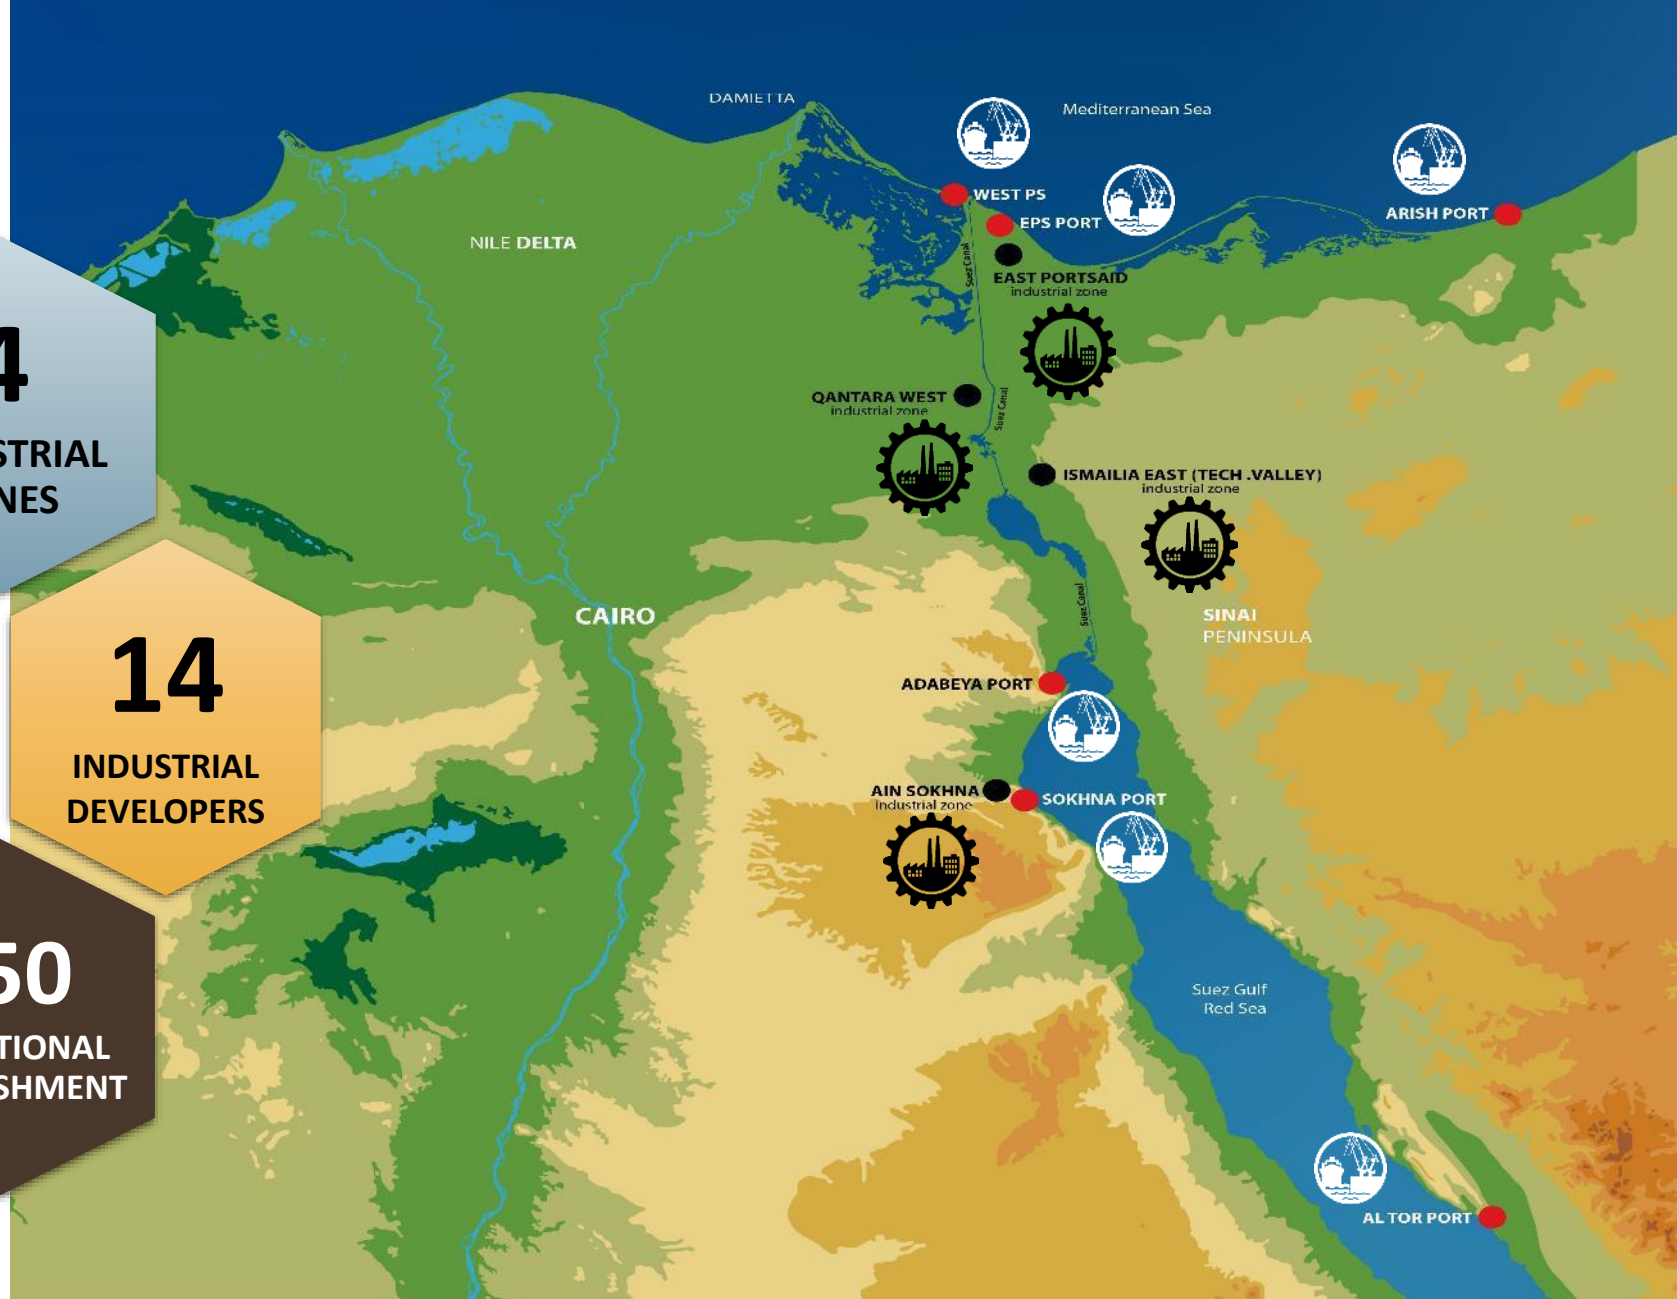 DAMIETTA
Mediterranean Sea
WEST PS
EPS PORT
ARISH PORT
NILE DELTA
Suez Canal
EAST PORTSAID
industrial zone
4
STRIAL
NES
QANTARA WEST
industrial zone
Suez Canal
ISMAILIA EAST (TECH .VALLEY)
industrial zone
Suez Canal
CAIRO
SINAI
PENINSULA
14
INDUSTRIAL
DEVELOPERS
ADABEYA PORT
AIN SOKHNA
industrial zone
SOKHNA PORT
50
TIONAL
SHMENT
Suez Gulf
Red Sea
AL TOR PORT